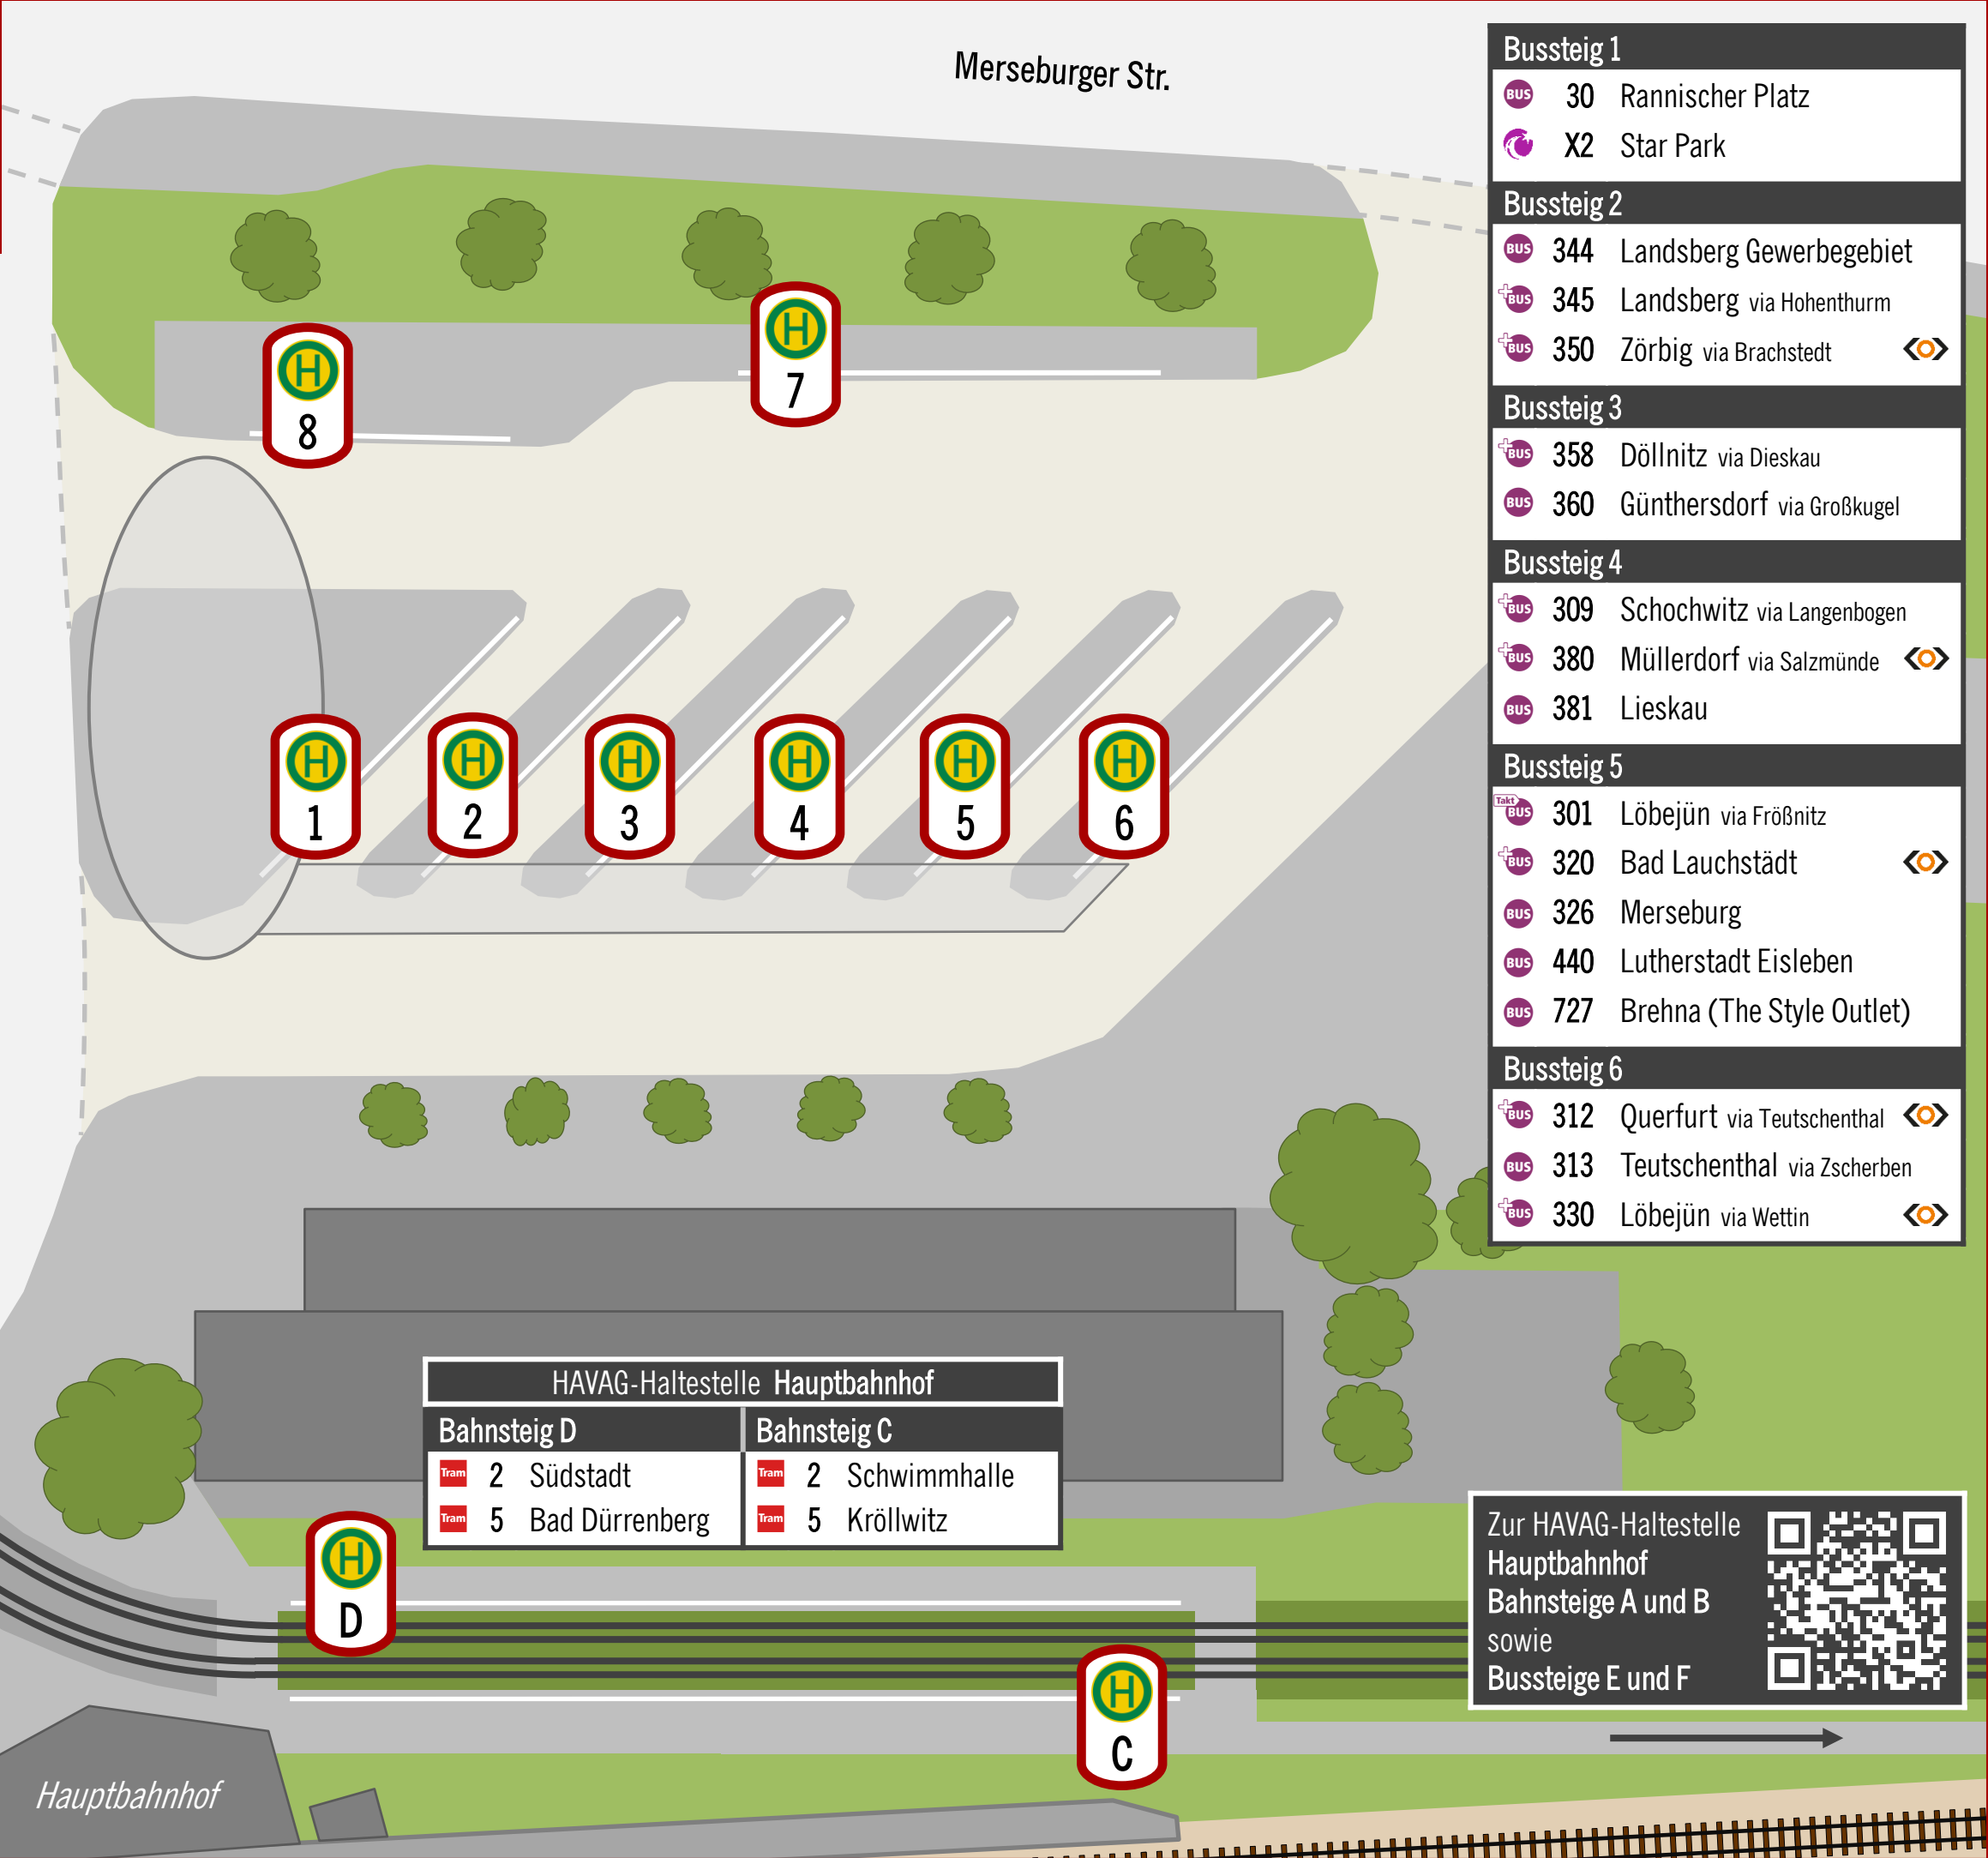 Merseburger Str.
H
7
H
8
H
1
H
2
H
3
H
4
H
5
H
6
Bussteig 1
BUS 30 Rannischer Platz
X2 Star Park
Bussteig 2
BUS 344 Landsberg Gewerbegebiet
+BUS 345 Landsberg via Hohenthurm
+BUS 350 Zörbig via Brachstedt
Bussteig 3
+BUS 358 Döllnitz via Dieskau
BUS 360 Günthersdorf via Großkugel
Bussteig 4
+BUS 309 Schochwitz via Langenbogen
+BUS 380 Müllerdorf via Salzmünde
BUS 381 Lieskau
Bussteig 5
Takt BUS 301 Löbejün via Frößnitz
+BUS 320 Bad Lauchstädt
BUS 326 Merseburg
BUS 440 Lutherstadt Eisleben
BUS 727 Brehna (The Style Outlet)
Bussteig 6
+BUS 312 Querfurt via Teutschenthal
BUS 313 Teutschenthal via Zscherben
+BUS 330 Löbejün via Wettin
HAVAG-Haltestelle Hauptbahnhof
Bahnsteig D
Tram 2 Südstadt
Tram 5 Bad Dürrenberg
Bahnsteig C
Tram 2 Schwimmhalle
Tram 5 Kröllwitz
H
D
H
C
Zur HAVAG-Haltestelle
Hauptbahnhof
Bahnsteige A und B
sowie
Bussteige E und F
Hauptbahnhof